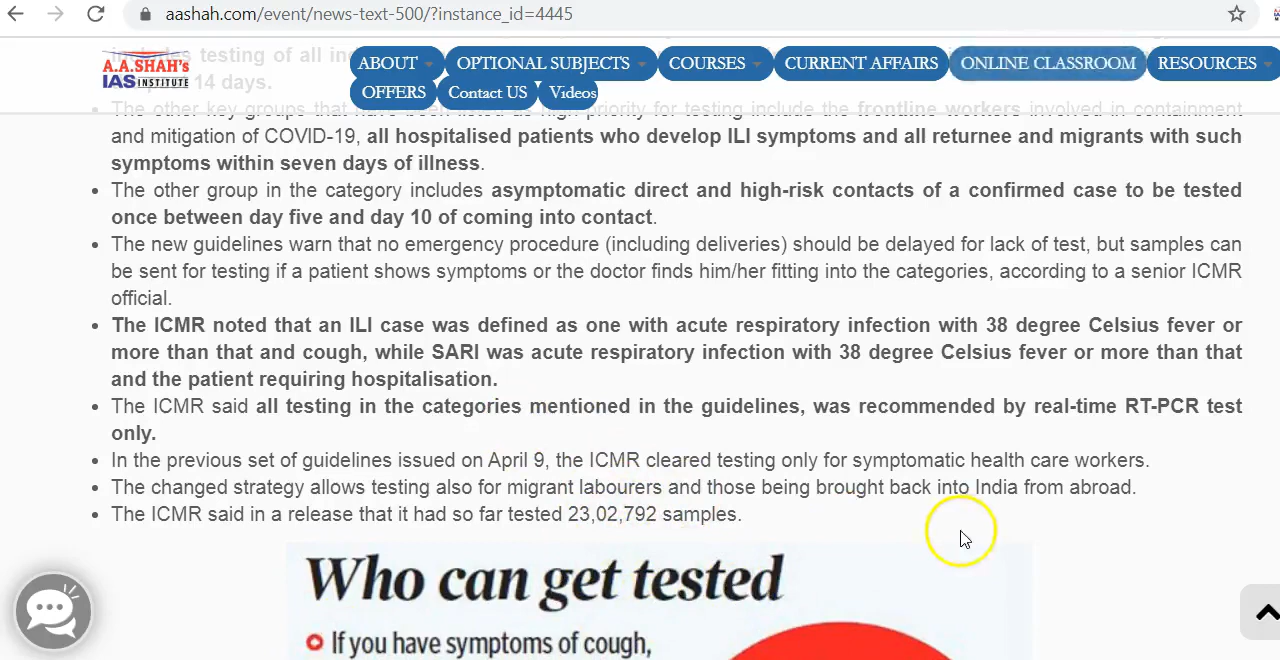 aashah.com/event/news-text-500/?instance_id=4445
A.A.SHAH's
IAS INSTITUTE
ABOUT OPTIONAL SUBJECTS COURSES CURRENT AFFAIRS ONLINE CLASSROOM RESOURCES
OFFERS Contact US Videos
includes testing of all
14 days.
The other key groups that have been listed as high priority for testing include the frontline workers involved in containment
and mitigation of COVID-19, all hospitalised patients who develop ILI symptoms and all returnee and migrants with such
symptoms within seven days of illness.
The other group in the category includes asymptomatic direct and high-risk contacts of a confirmed case to be tested
once between day five and day 10 of coming into contact.
The new guidelines warn that no emergency procedure (including deliveries) should be delayed for lack of test, but samples can
be sent for testing if a patient shows symptoms or the doctor finds him/her fitting into the categories, according to a senior ICMR
official.
The ICMR noted that an ILI case was defined as one with acute respiratory infection with 38 degree Celsius fever or
more than that and cough, while SARI was acute respiratory infection with 38 degree Celsius fever or more than that
and the patient requiring hospitalisation.
The ICMR said all testing in the categories mentioned in the guidelines, was recommended by real-time RT-PCR test
only.
In the previous set of guidelines issued on April 9, the ICMR cleared testing only for symptomatic health care workers.
The changed strategy allows testing also for migrant labourers and those being brought back into India from abroad.
The ICMR said in a release that it had so far tested 23,02,792 samples.
Who can get tested
If you have symptoms of cough,